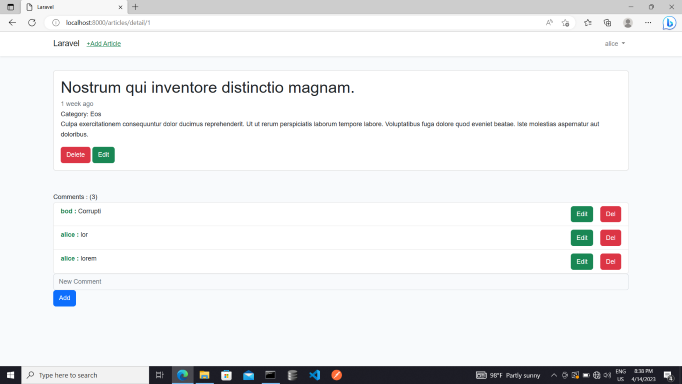 Laravel
localhost:8000/articles/detail/1
Laravel +Add Article alice
Nostrum qui inventore distinctio magnam.
1 week ago
Category: Eos
Culpa exercitationem consequuntur dolor ducimus reprehenderit. Ut ut rerum perspiciatis laborum tempore labore. Voluptatibus fuga dolore quod eveniet beatae. Iste molestias aspernatur aut
doloribus.
Delete Edit
Comments : (3)
bod : Corrupti Edit Del
alice : lor Edit Del
alice : lorem Edit Del
New Comment
Add
Type here to search
98°F Partly sunny
ENG
US
8:38 PM
4/14/2023
4